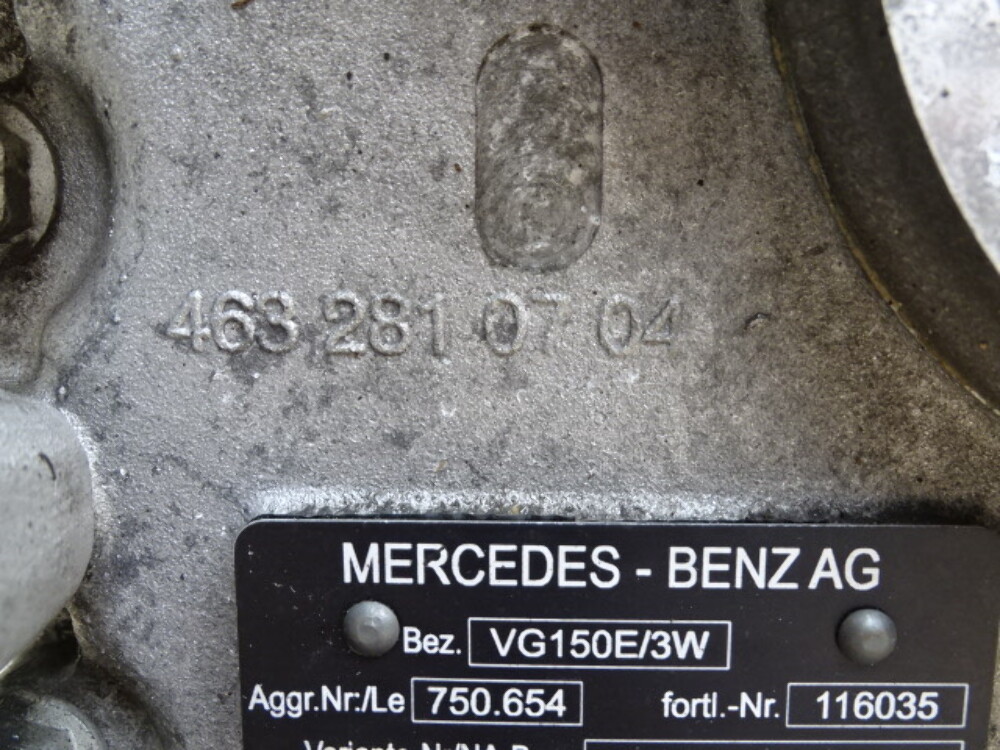 463 281 07 04
MERCEDES - BENZ AG
Bez. VG150E/3W
Aggr.Nr:/Le 750.654 fortl.-Nr. 116035